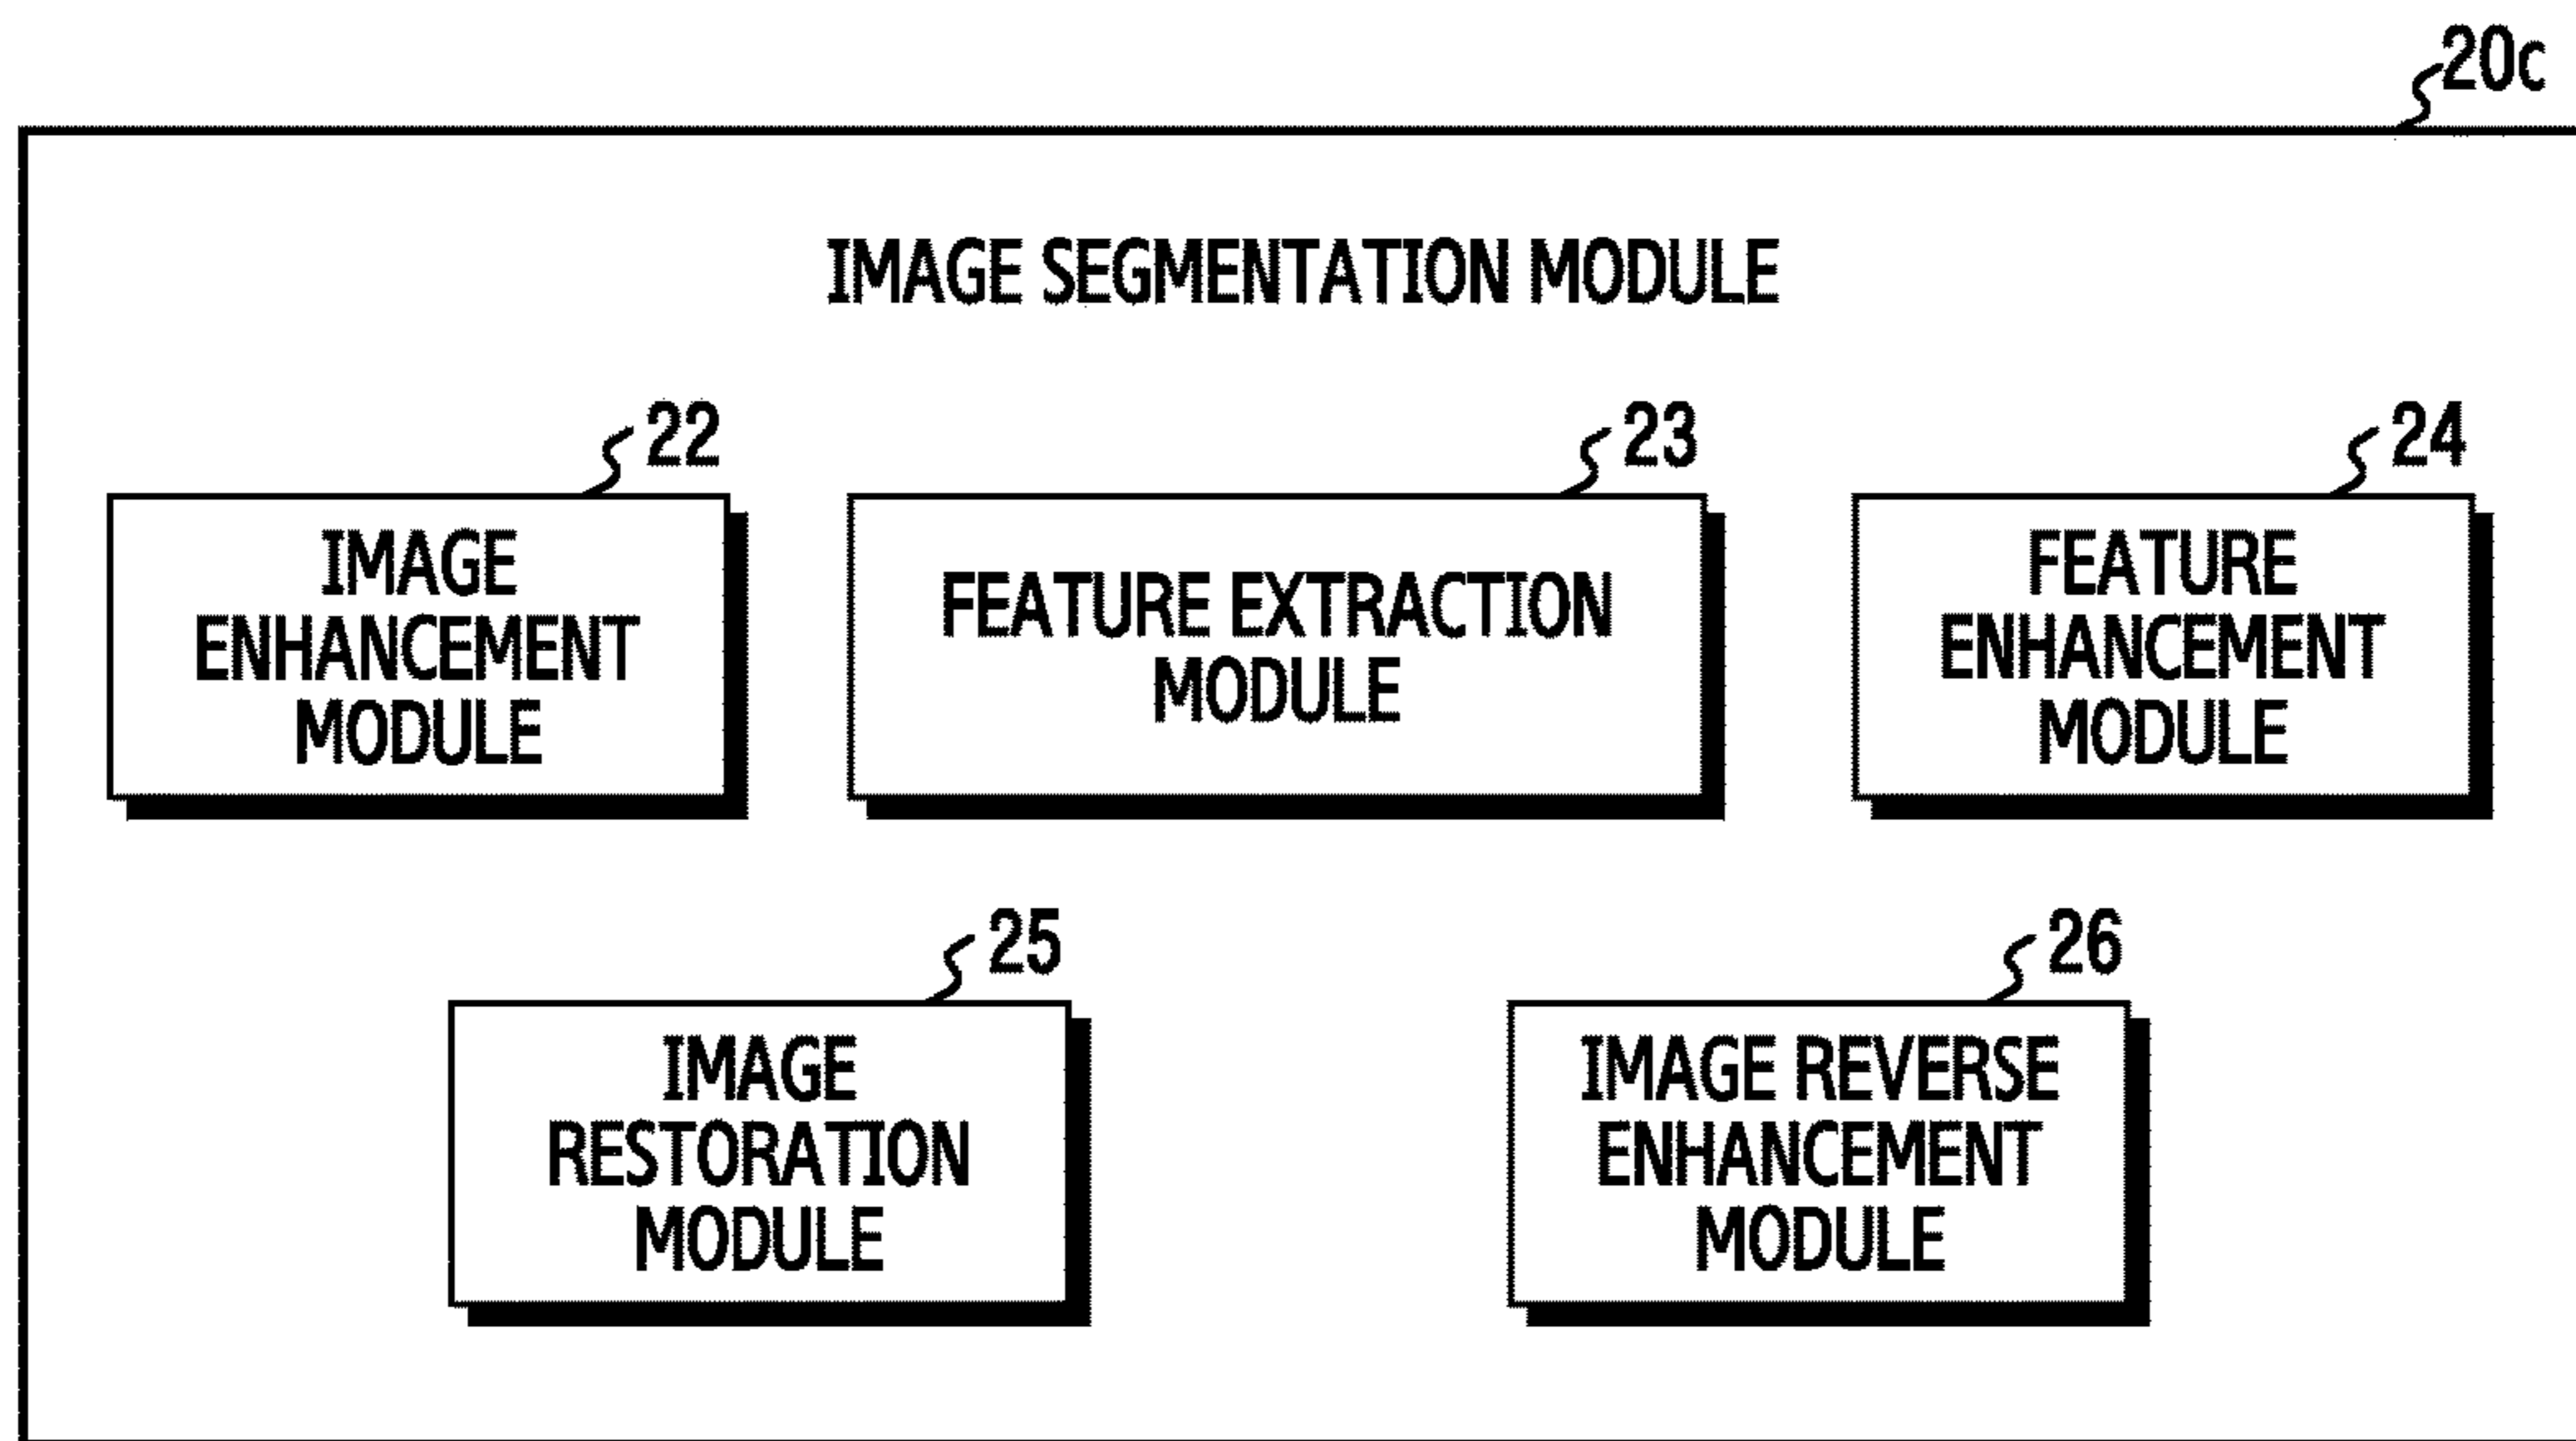 20c
IMAGE SEGMENTATION MODULE
22
IMAGE
ENHANCEMENT
MODULE
23
FEATURE EXTRACTION
MODULE
24
FEATURE
ENHANCEMENT
MODULE
25
IMAGE
RESTORATION
MODULE
26
IMAGE REVERSE
ENHANCEMENT
MODULE